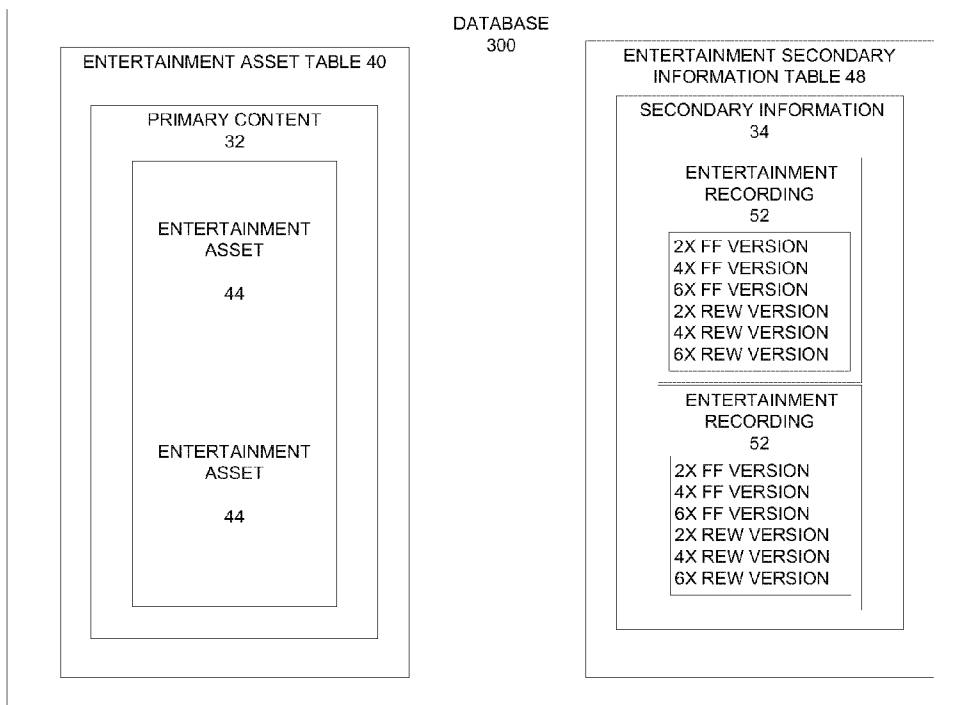 DATABASE
300
ENTERTAINMENT ASSET TABLE 40
PRIMARY CONTENT
32
ENTERTAINMENT
ASSET
44
ENTERTAINMENT
ASSET
44
ENTERTAINMENT SECONDARY
INFORMATION TABLE 48
SECONDARY INFORMATION
34
ENTERTAINMENT
RECORDING
52
2X FF VERSION
4X FF VERSION
6X FF VERSION
2X REW VERSION
4X REW VERSION
6X REW VERSION
ENTERTAINMENT
RECORDING
52
2X FF VERSION
4X FF VERSION
6X FF VERSION
2X REW VERSION
4X REW VERSION
6X REW VERSION